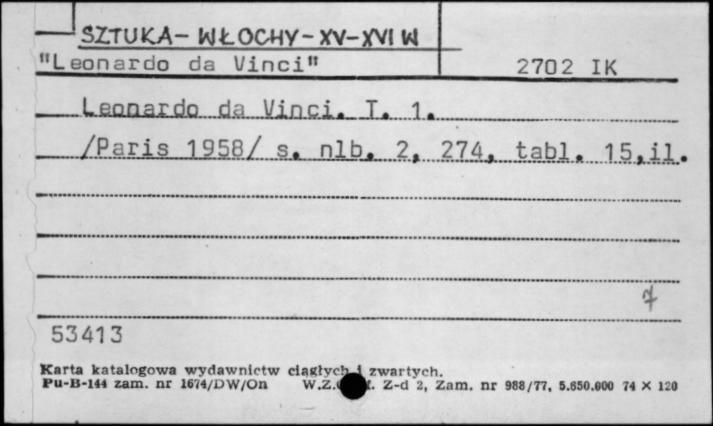 SZTUKA - WŁOCHY - XV-XVI W
"Leonardo da Vinci" 2702 IK
Leonardo da Vinci. T. 1.
/Paris 1958/ s. nlb. 2, 274, tabl. 15,il.
7
53413
Karta katalogowa wydawnictw ciągłych i zwartych.
Pu-B-144 zam. nr 1674/DW/On W.Z. Z-d 2, Zam. nr 988/77, 5.650.000 74 × 120